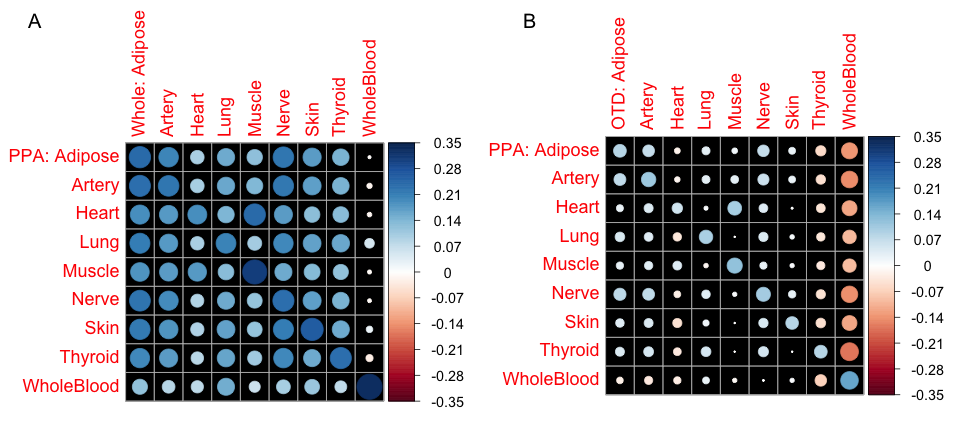 A
Whole: Adipose
Artery
Heart
Lung
Muscle
Nerve
Skin
Thyroid
WholeBlood
PPA: Adipose
Artery
Heart
Lung
Muscle
Nerve
Skin
Thyroid
WholeBlood
0.35
0.28
0.21
0.14
0.07
0
-0.07
-0.14
-0.21
-0.28
-0.35
B
OTD: Adipose
Artery
Heart
Lung
Muscle
Nerve
Skin
Thyroid
WholeBlood
PPA: Adipose
Artery
Heart
Lung
Muscle
Nerve
Skin
Thyroid
WholeBlood
0.35
0.28
0.21
0.14
0.07
0
-0.07
-0.14
-0.21
-0.28
-0.35